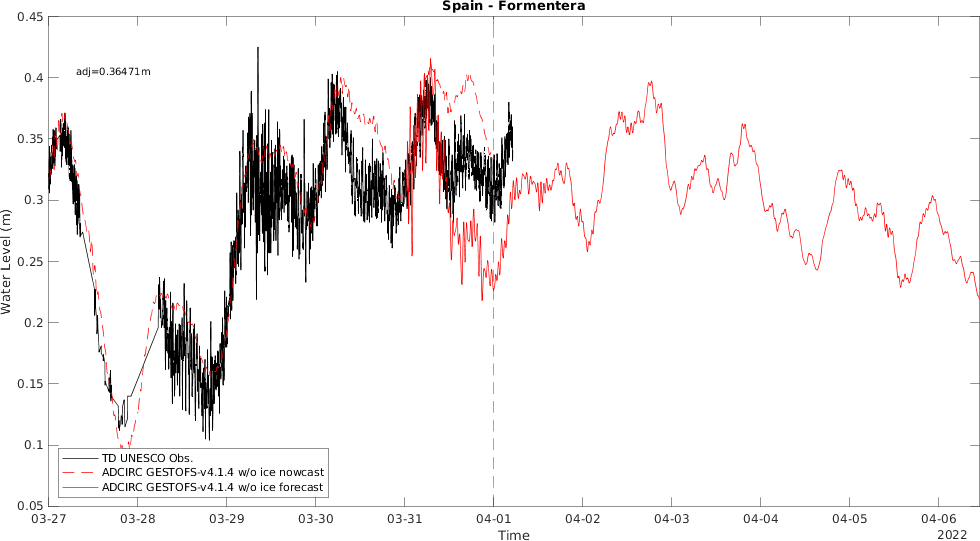 Spain - Formentera
0.45
0.4
0.35
0.3
0.25
0.2
0.15
0.1
0.05
Water Level (m)
adj=0.36471m
TD UNESCO Obs.
ADCIRC GESTOFS-v4.1.4 w/o ice nowcast
ADCIRC GESTOFS-v4.1.4 w/o ice forecast
03-27 03-28 03-29 03-30 03-31 04-01 04-02 04-03 04-04 04-05 04-06
Time
2022